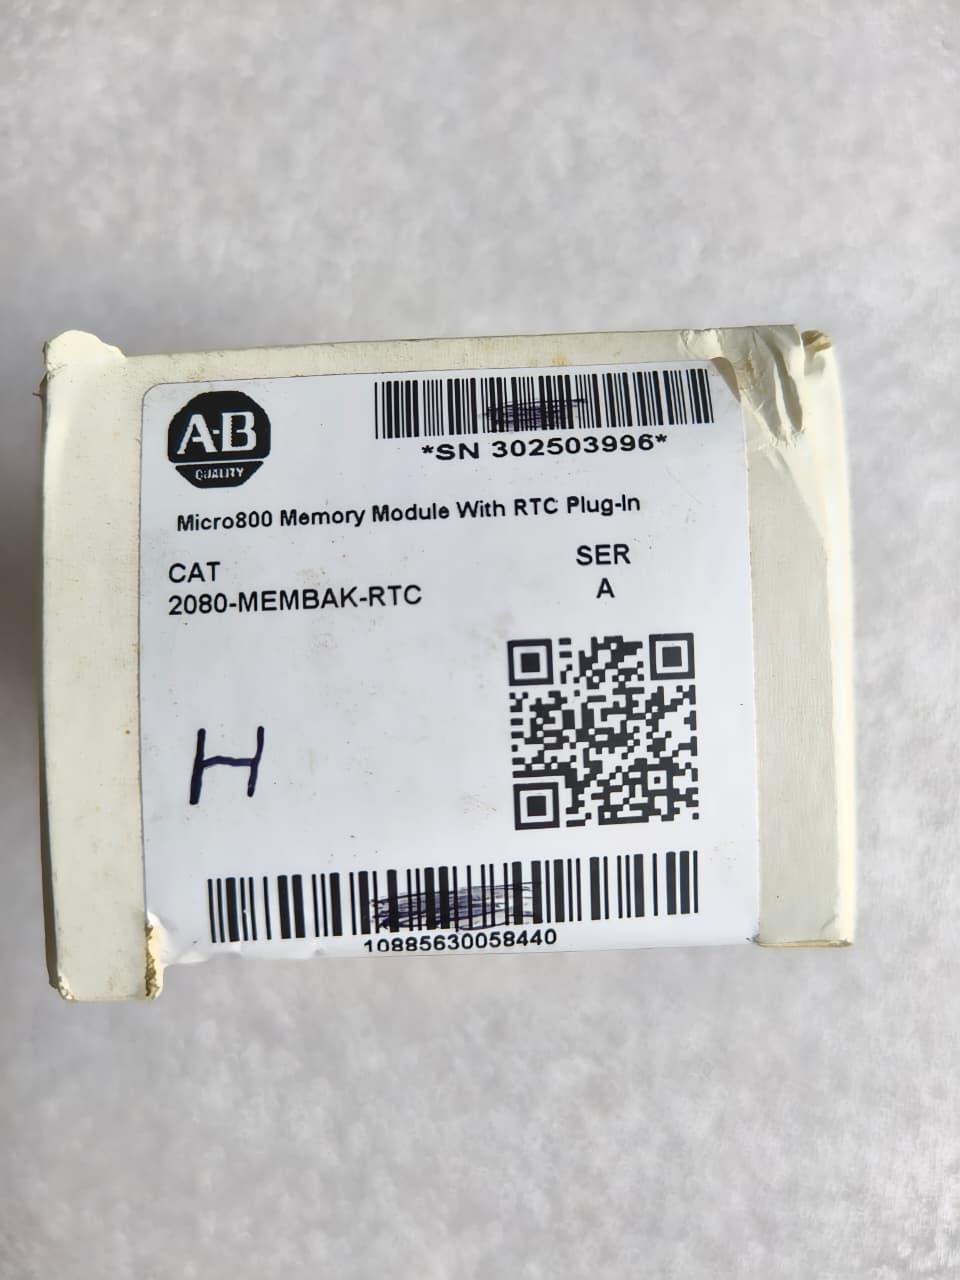 A-B
QUALITY
*SN 302503996*
Micro800 Memory Module With RTC Plug-In
CAT
2080-MEMBAK-RTC
SER
A
H
10885630058440